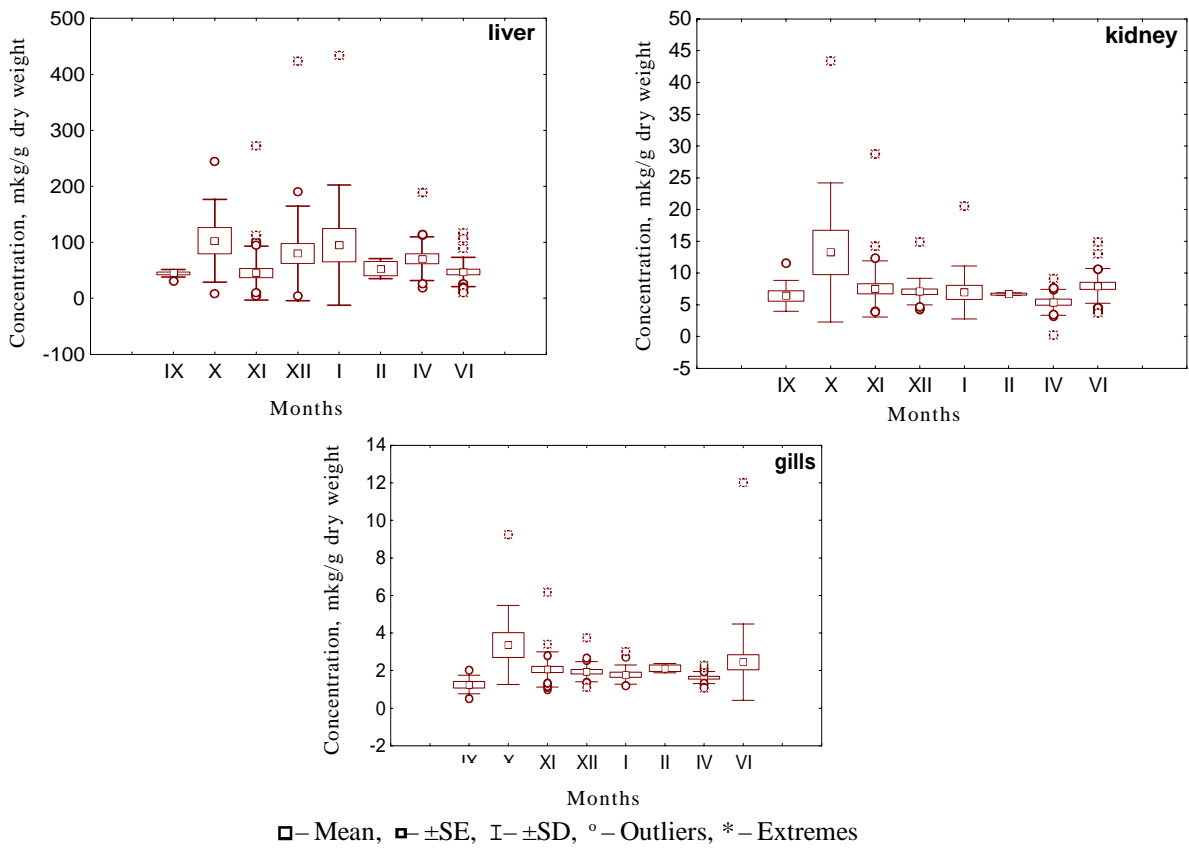 liver
Concentration, mkg/g dry weight
500
400
300
200
100
0
-100
IX X XI XII I II IV VI
Months
kidney
Concentration, mkg/g dry weight
50
45
40
35
30
25
20
15
10
5
0
-5
IX X XI XII I II IV VI
Months
gills
Concentration, mkg/g dry weight
14
12
10
8
6
4
2
0
-2
IX X XI XII I II IV VI
Months
– Mean, – ±SE, – ±SD, o – Outliers, * – Extremes